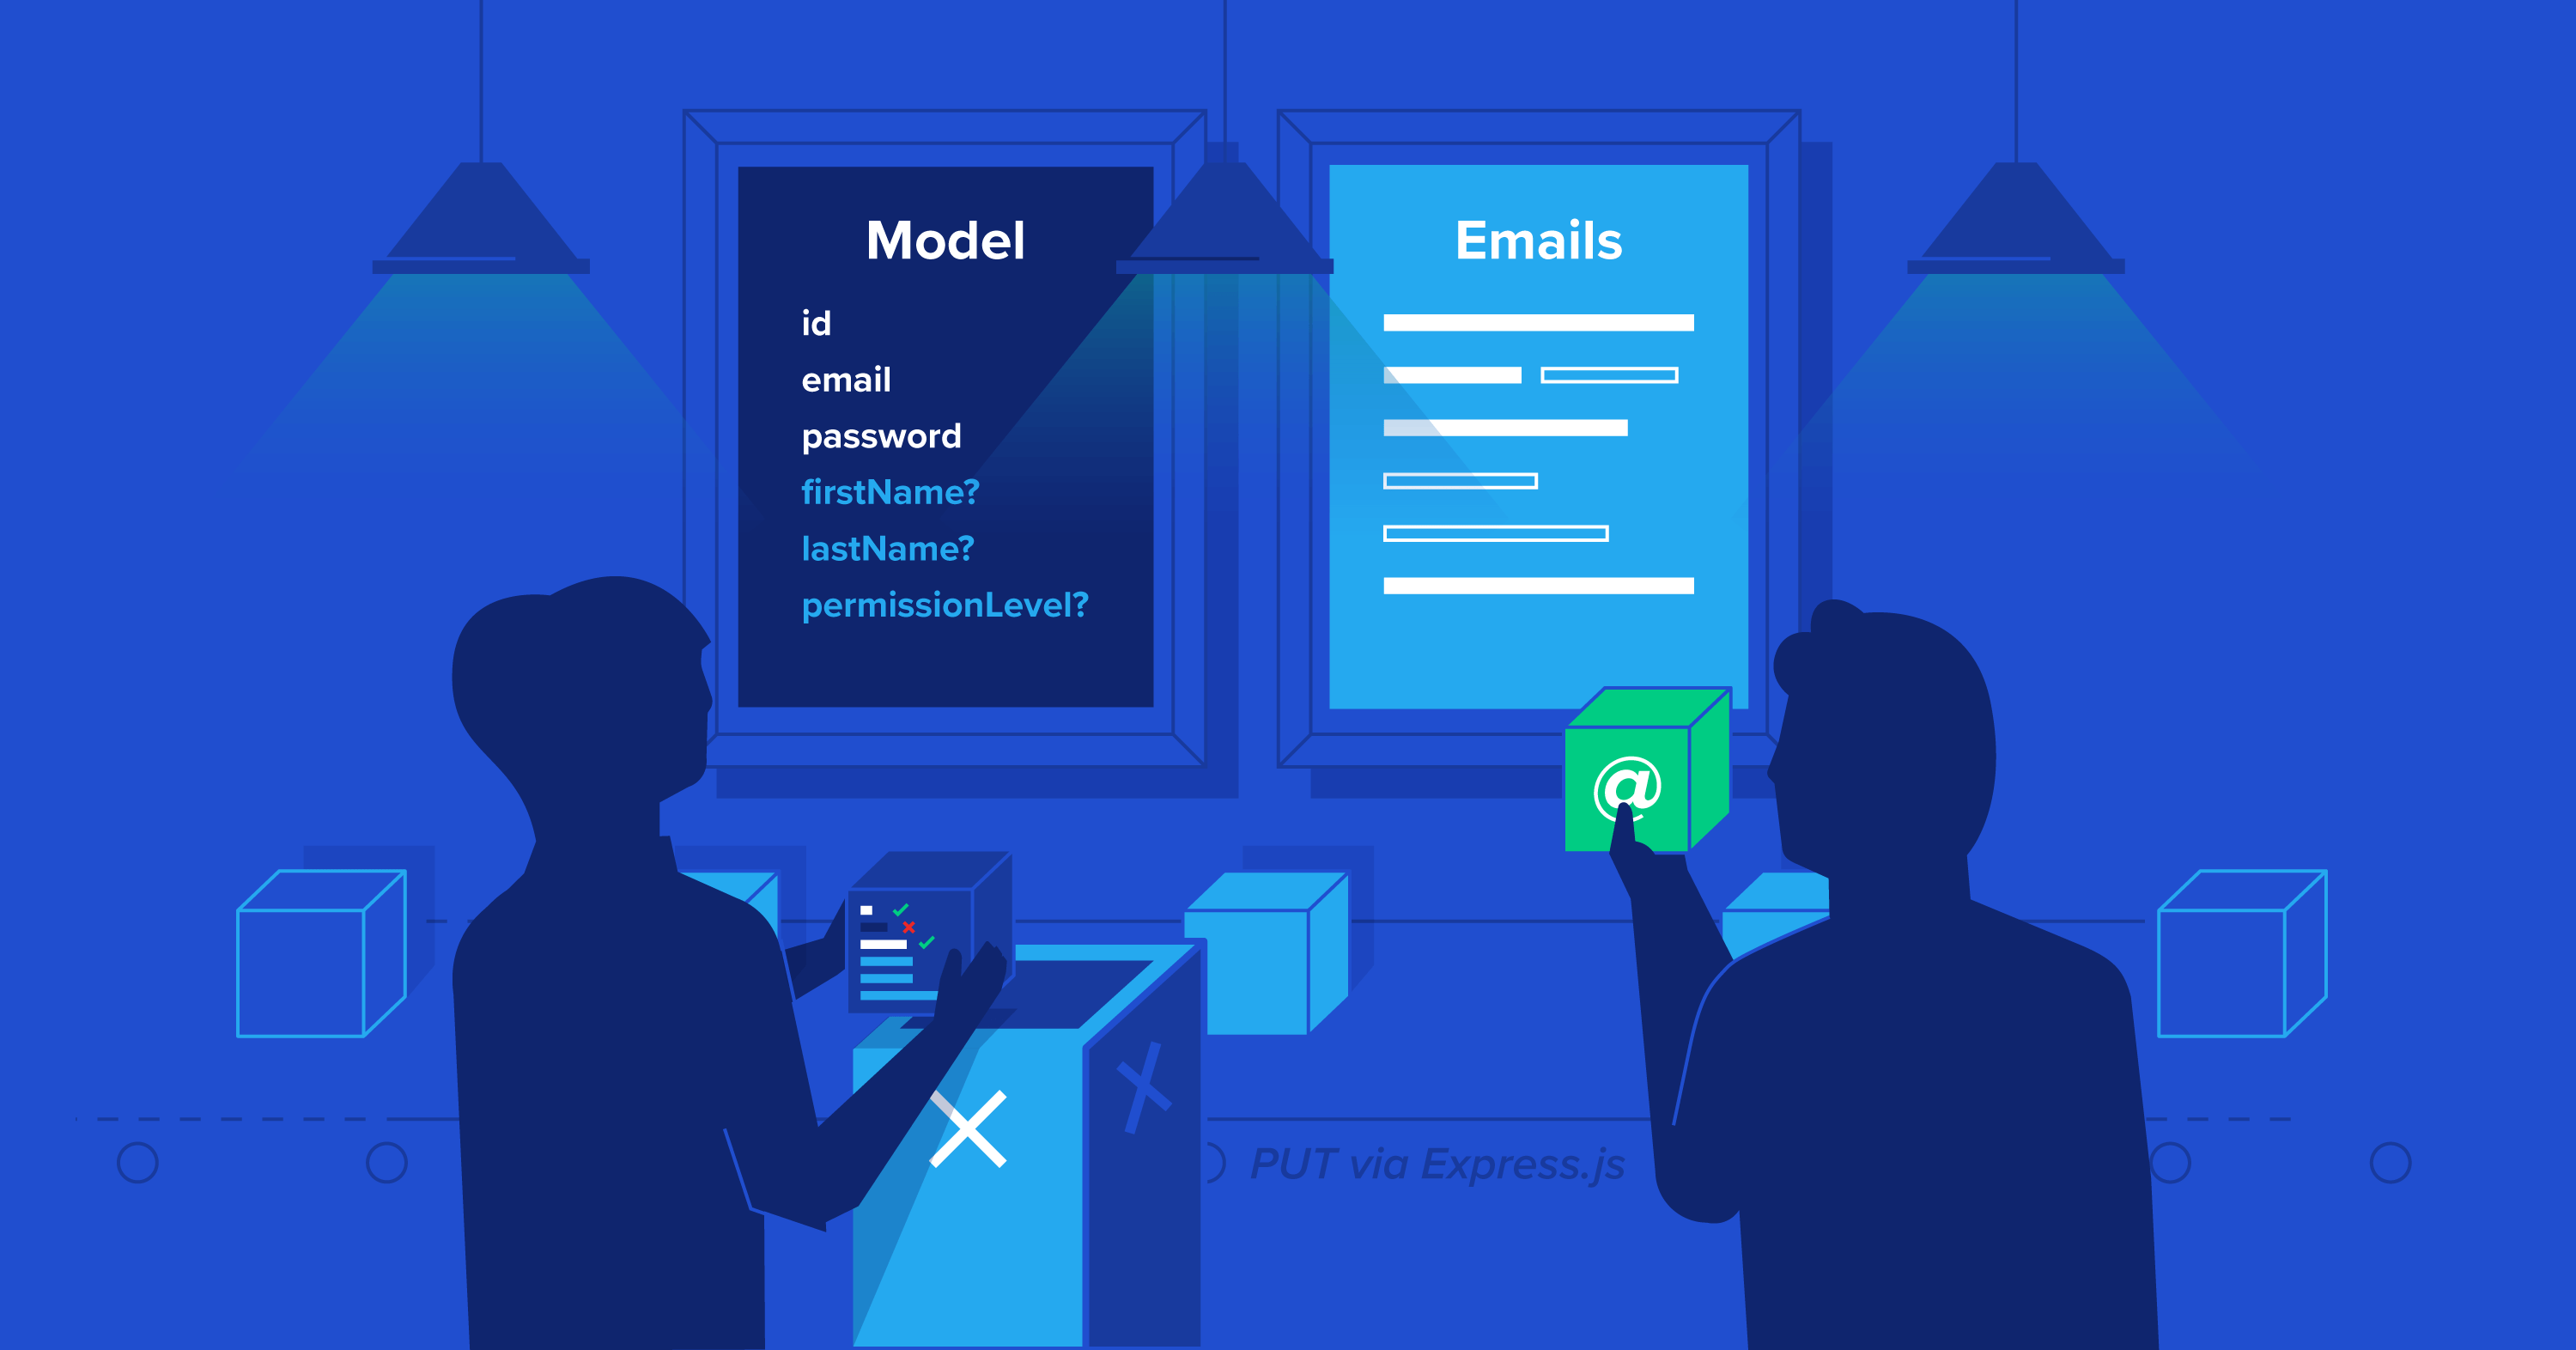 Model
id
email
password
firstName?
lastName?
permissionLevel?
Emails
@
PUT via Express.js